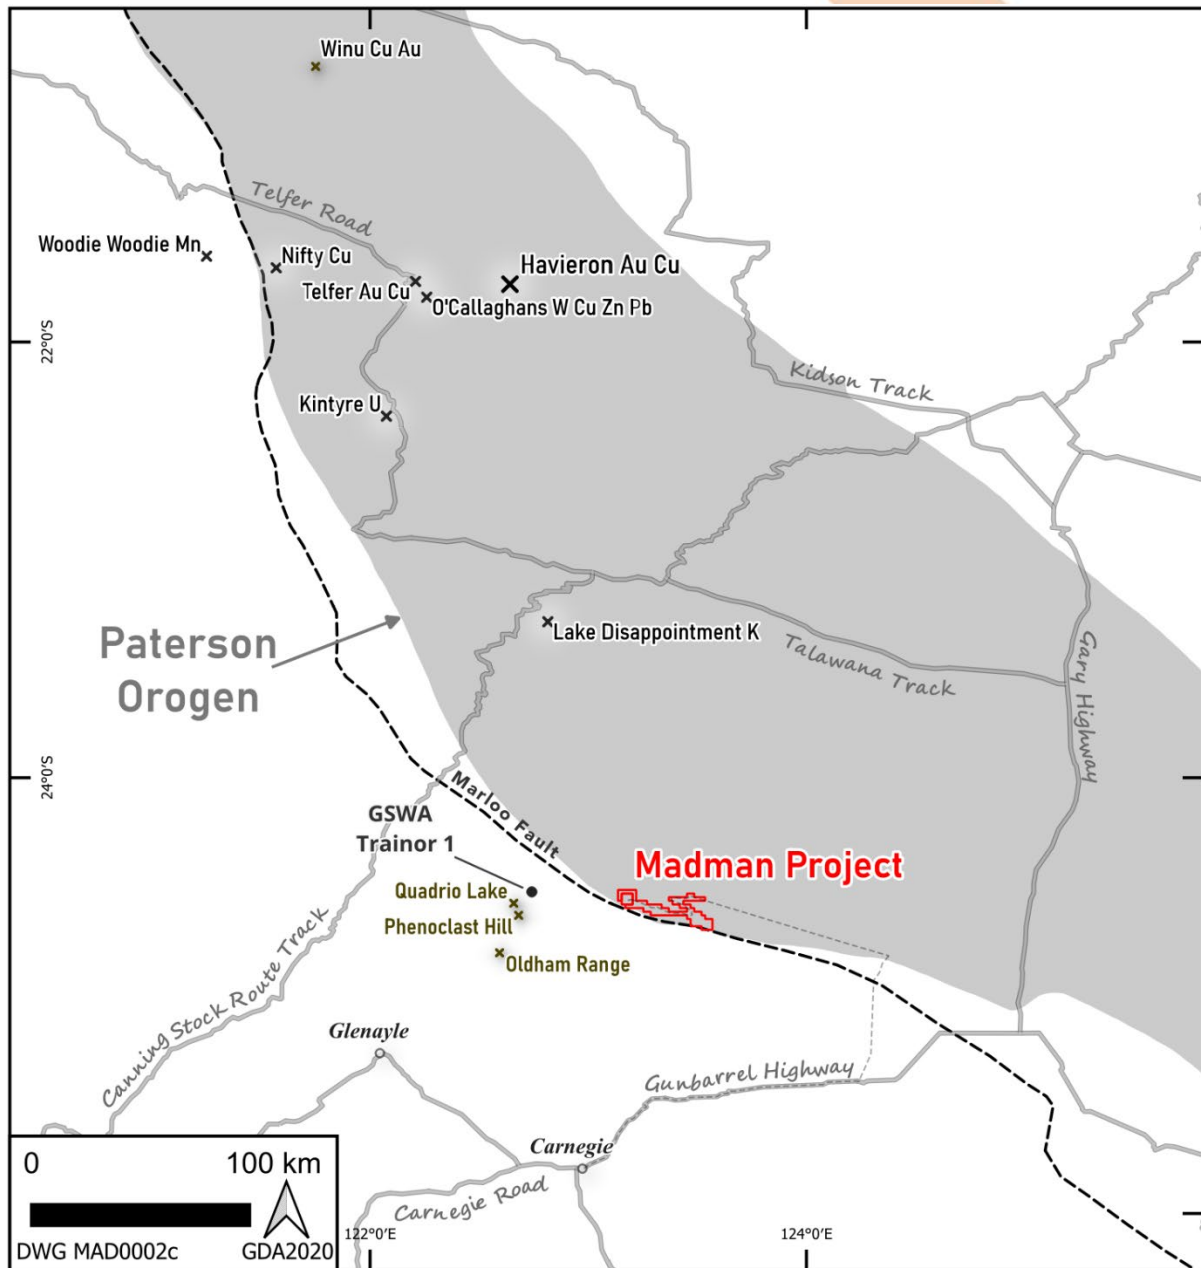 Winu Cu Au
Telfer Road
Woodie Woodie Mn
Nifty Cu
Havieron Au Cu
Telfer Au Cu
O'Callaghans W Cu Zn Pb
22°0'S
Kidson Track
Kintyre U
Paterson
Orogen
Lake Disappointment K
Talawana Track
Gary Highway
24°0'S
Marloo Fault
GSWA
Trainor 1
Madman Project
Quadrio Lake
Phenoclast Hill
Oldham Range
Canning Stock Route Track
Glenayle
Gunbarrel Highway
Carnegie
Carnegie Road
0 100 km
DWG MAD0002c GDA2020
122°0'E
124°0'E